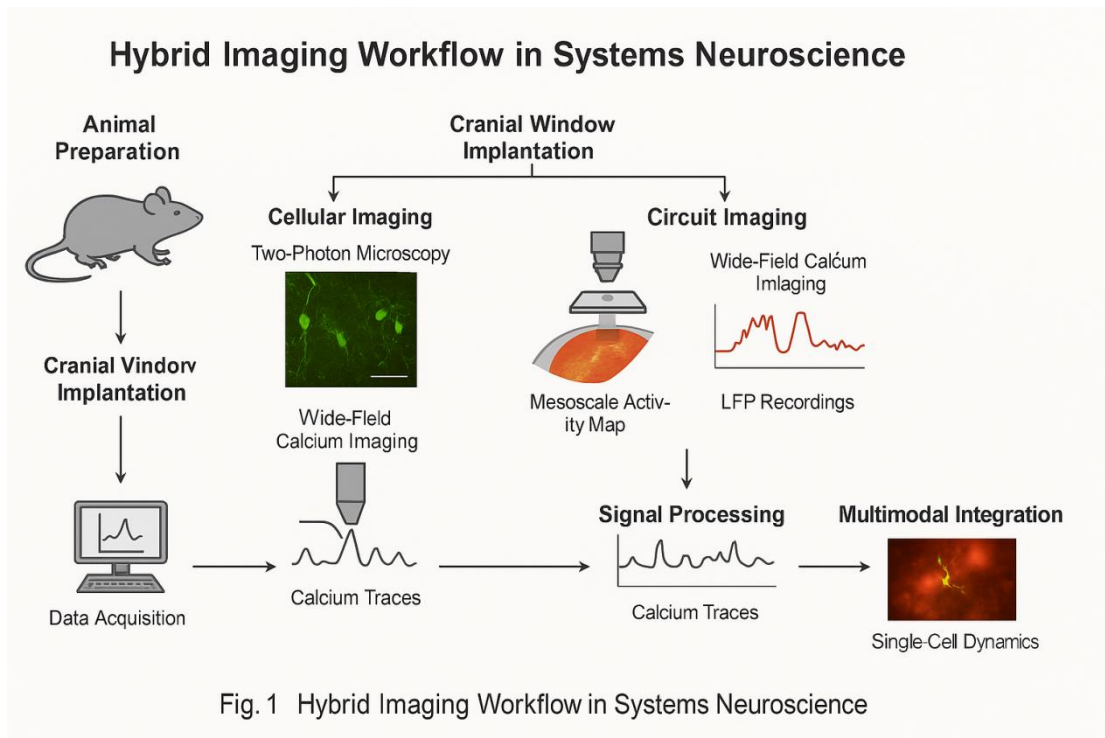 Hybrid Imaging Workflow in Systems Neuroscience
Animal
Preparation
Cranial Vindorv
Implantation
Data Acquisition
Cranial Window
Implantation
Cellular Imaging
Two-Photon Microscopy
Wide-Fleld
Calcium Imaging
Calcium Traces
Circuit Imaging
Mesoscale Activ-
ity Map
Wide-Field Calćum
Imlaging
LFP Recordings
Signal Processing
Calcium Traces
Multimodal Integration
Single-Cell Dynamics
Fig. 1 Hybrid Imaging Workflow in Systems Neuroscience